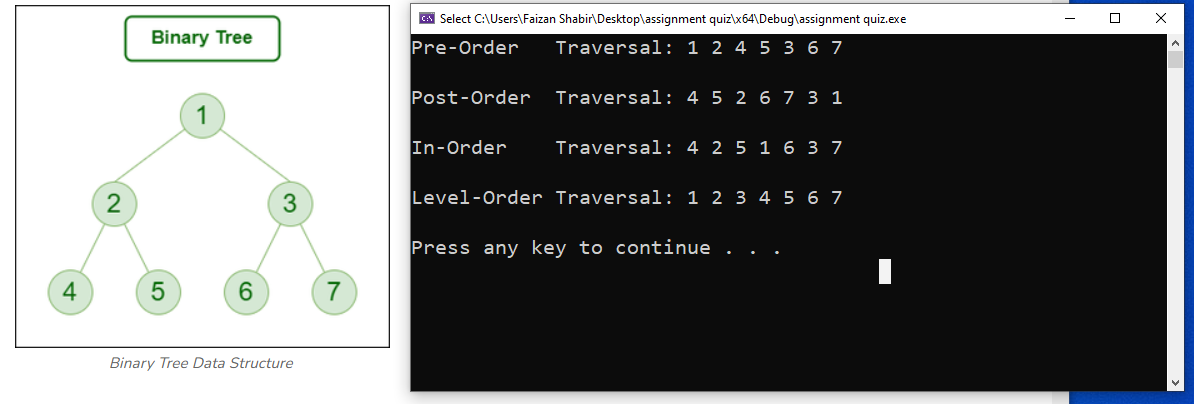 Binary Tree
1
2 3
4 5 6 7
Binary Tree Data Structure
Select C:\Users\Faizan Shabir\Desktop\assignment quiz\x64\Debug\assignment quiz.exe
Pre-Order Traversal: 1 2 4 5 3 6 7
Post-Order Traversal: 4 5 2 6 7 3 1
In-Order Traversal: 4 2 5 1 6 3 7
Level-Order Traversal: 1 2 3 4 5 6 7
Press any key to continue . . .